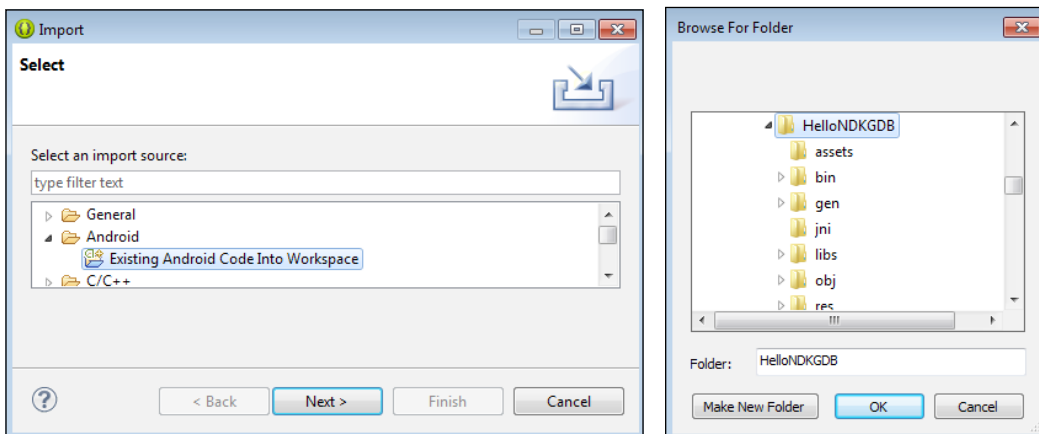 Import
Select
Select an import source:
type filter text
General
Android
Existing Android Code Into Workspace
C/C++
?
< Back
Next >
Finish
Cancel
Browse For Folder
HelloNDKGDB
assets
bin
gen
jni
libs
obj
res
Folder:
HelloNDKGDB
Make New Folder
OK
Cancel